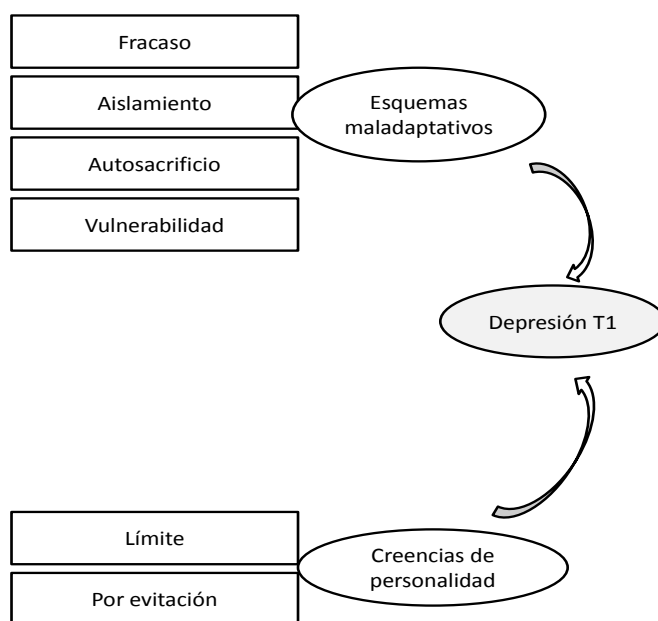 Fracaso
Aislamiento
Autosacrificio
Vulnerabilidad
Esquemas
maladaptativos
Depresión T1
Límite
Por evitación
Creencias de
personalidad